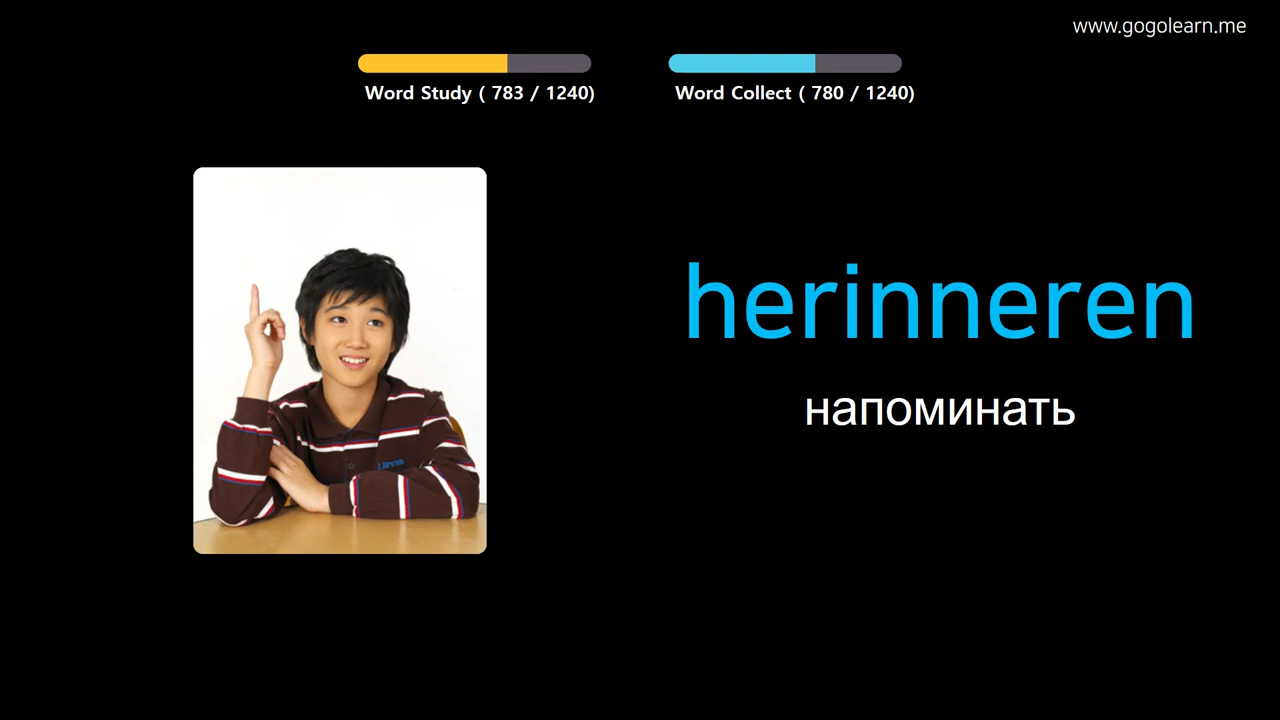 www.gogolearn.me
Word Study ( 783 / 1240)
Word Collect ( 780 / 1240)
herinneren
напоминать